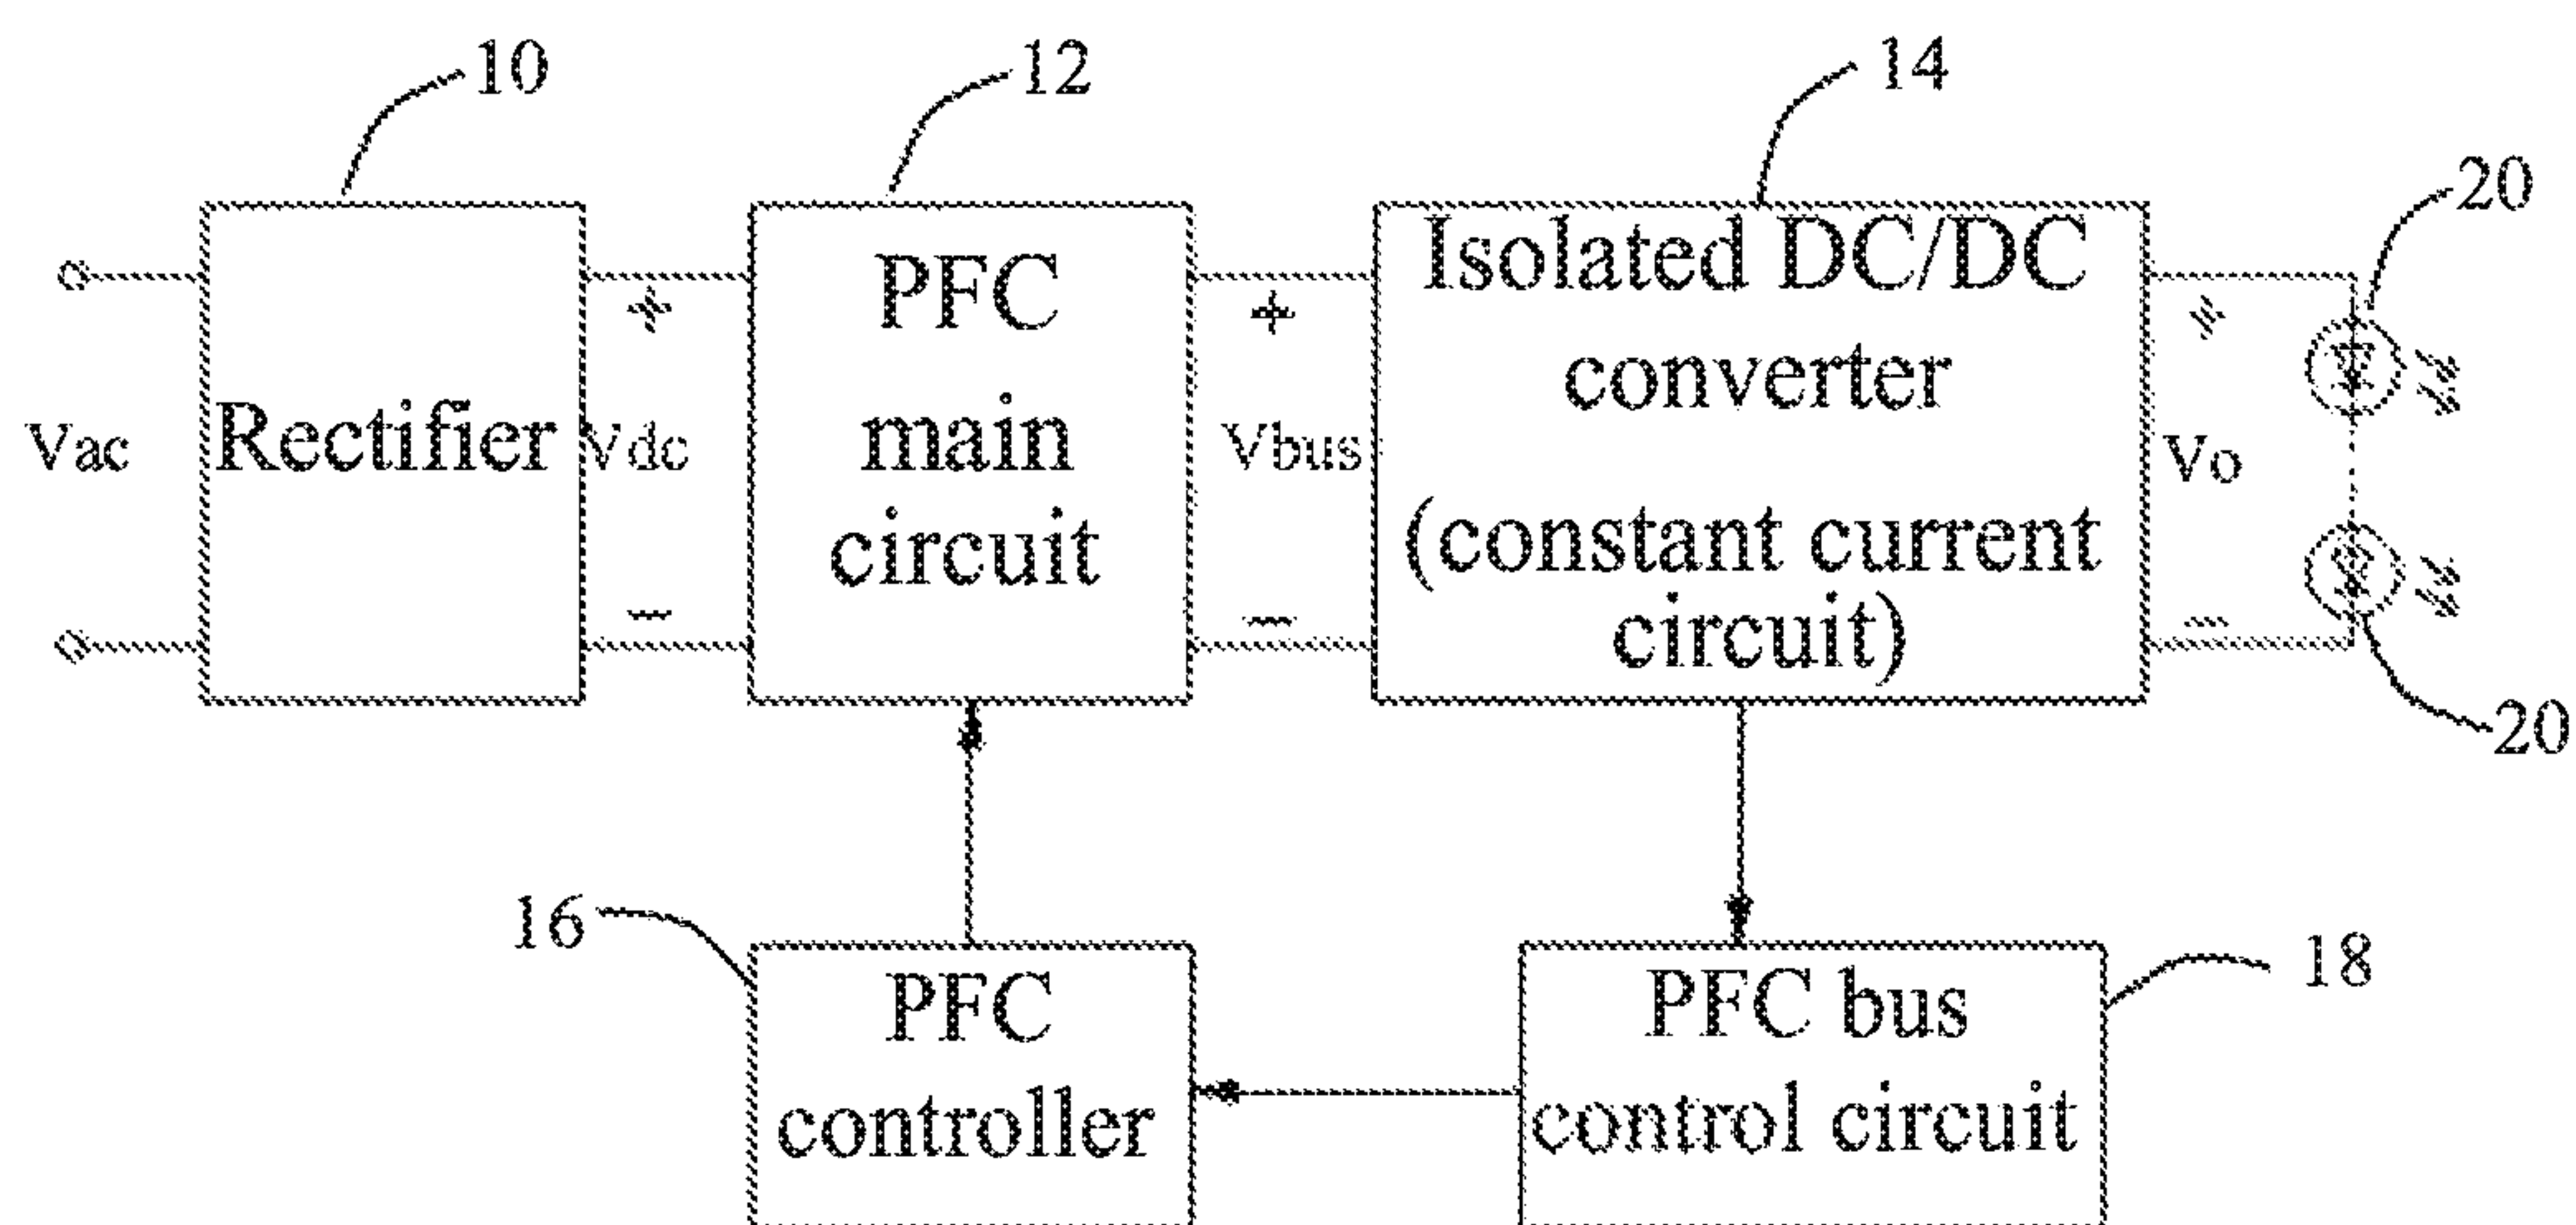 10
12
14
20
Vac
Rectifier
+
Vdc
−
PFC
main
circuit
+
Vbus
−
Isolated DC/DC
converter
(constant current
circuit)
+
Vo
−
20
16
PFC
controller
PFC bus
control circuit
18